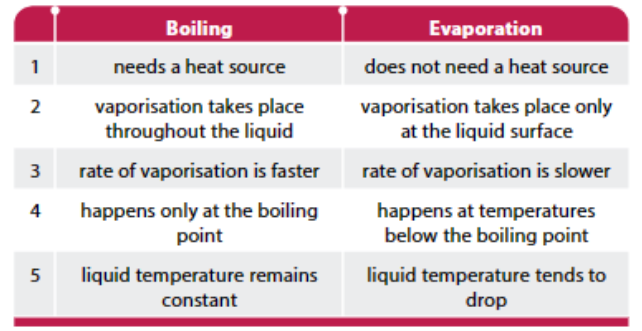 Boiling Evaporation
1 needs a heat source does not need a heat source
2 vaporisation takes place vaporisation takes place only
throughout the liquid at the liquid surface
3 rate of vaporisation is faster rate of vaporisation is slower
4 happens only at the boiling happens at temperatures
point below the boiling point
5 liquid temperature remains liquid temperature tends to
constant drop